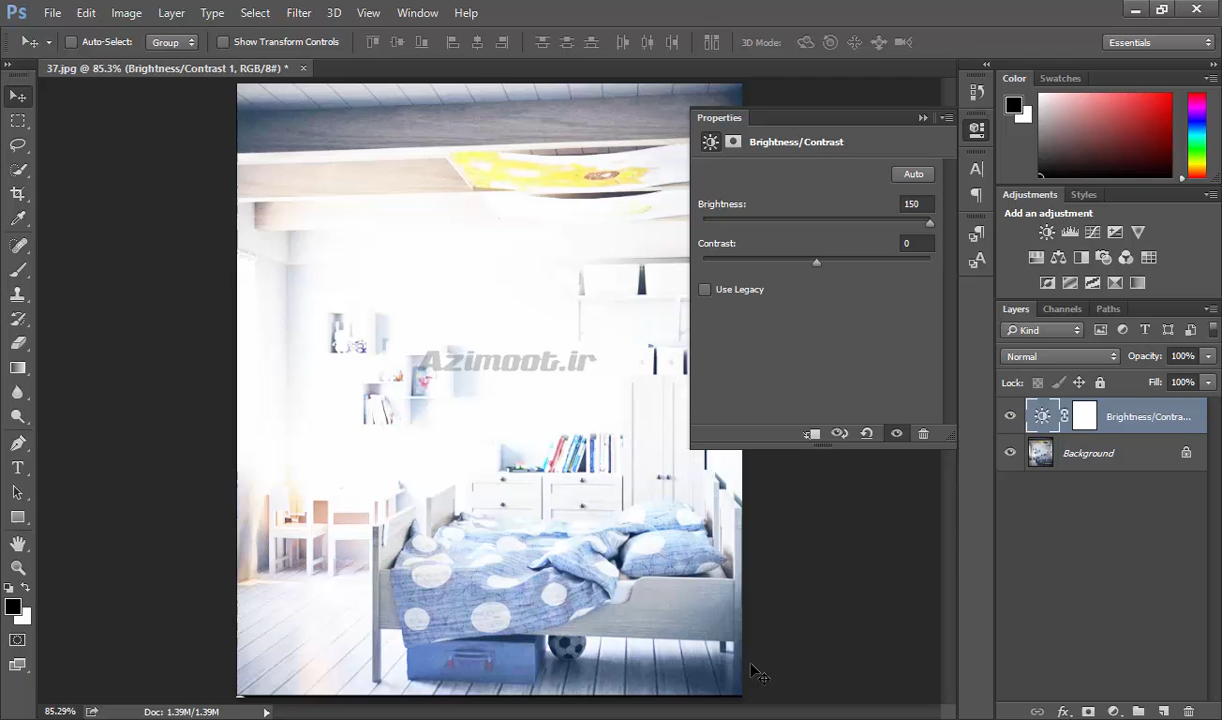 Ps File Edit Image Layer Type Select Filter 3D View Window Help
Auto-Select: Group Show Transform Controls 3D Mode: Essentials
37.jpg @ 85.3% (Brightness/Contrast 1, RGB/8#) *
Color Swatches
Properties
Brightness/Contrast
Auto
Brightness: 150
Contrast: 0
Use Legacy
Adjustments Styles
Add an adjustment
Layers Channels Paths
Kind
Normal Opacity: 100%
Lock: Fill: 100%
Brightness/Contra...
Background
Azimoot.ir
85.29% Doc: 1.39M/1.39M